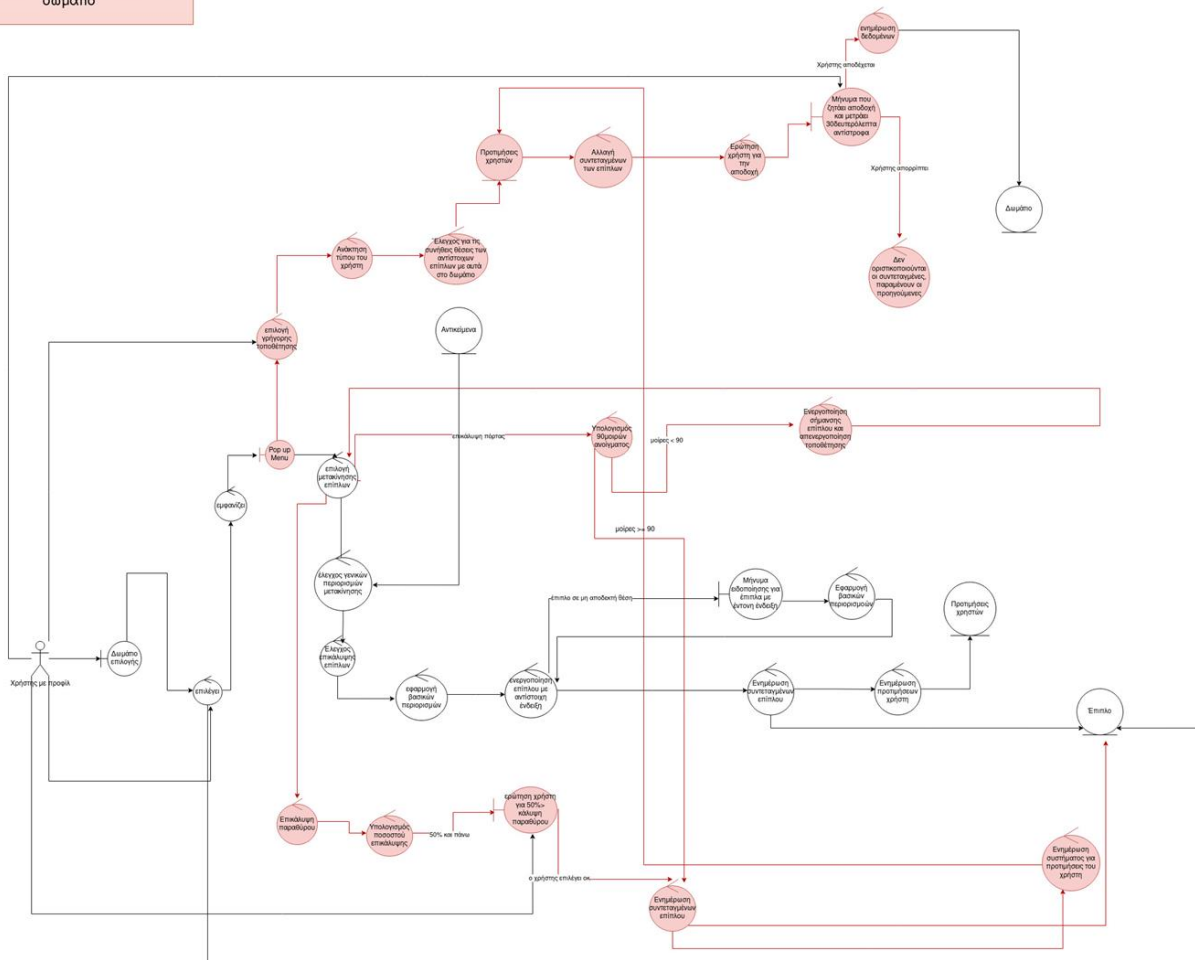 δωμάτιο
ενημέρωση
δεδομένων
Χρήστης αποδέχεται
Μήνυμα που
ζητάει αποδοχή
και μετράει
30δευτερόλεπτα
αντίστροφα
Προτιμήσεις
χρηστών
Αλλαγή
συντεταγμένων
των επίπλων
Ερώτηση
χρήστη για
την
αποδοχή
Χρήστης απορρίπτει
Δωμάτιο
Ανάκτηση
τύπου του
χρήστη
Έλεγχος για τις
συνήθεις θέσεις των
αντίστοιχων
επίπλων με αυτά
στο δωμάτιο
Δεν
οριστικοποιούνται
οι συντεταγμένες,
παραμένουν οι
προηγούμενες
επιλογή
γρήγορης
τοποθέτησης
Αντικείμενα
Ενεργοποίηση
σήμανσης
επίπλου και
απενεργοποίηση
τοποθέτησης
επικάλυψη πόρτας
Υπολογισμός
90μοιρών
ανοίγματος
μοίρες < 90
Pop up
Menu
επιλογή
μετακίνησης
επίπλων
εμφανίζει
μοίρες >= 90
έλεγχος γενικών
περιορισμών
μετακίνησης
έπιπλο σε μη αποδεκτή θέση
Μήνυμα
ειδοποίησης για
έπιπλα με
έντονη ένδειξη
Εφαρμογή
βασικών
περιορισμών
Προτιμήσεις
χρηστών
Χρήστης με προφίλ
Δωμάτιο
επιλογής
Έλεγχος
επικάλυψης
επίπλων
επιλέγει
εφαρμογή
βασικών
περιορισμών
ενεργοποίηση
επίπλου με
αντίστοιχη
ένδειξη
Ενημέρωση
συντεταγμένων
επίπλου
Ενημέρωση
προτιμήσεων
χρήστη
Έπιπλο
Επικάλυψη
παραθύρου
Υπολογισμός
ποσοστού
επικάλυψης
50% και πάνω
ερώτηση χρήστη
για 50%>
κάλυψη
παραθύρου
ο χρήστης επιλέγει οκ
Ενημέρωση
συντεταγμένων
επίπλου
Ενημέρωση
συστήματος για
προτιμήσεις του
χρήστη